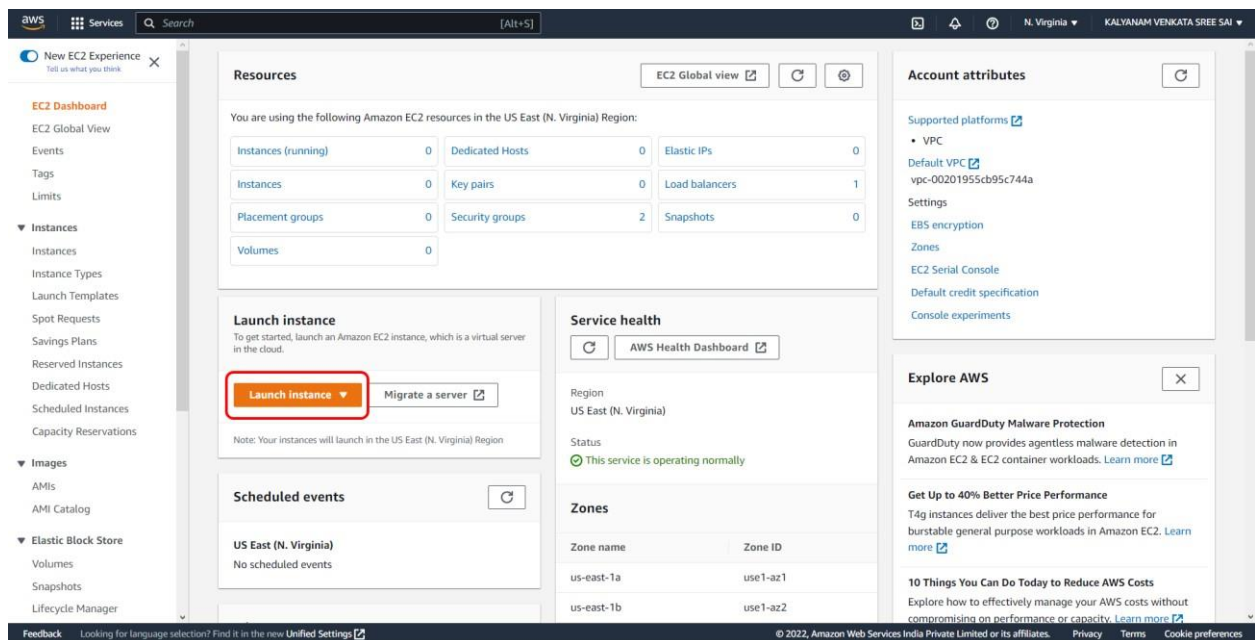 aws
Services
Search
[Alt+S]
N. Virginia
KALYANAM VENKATA SREE SAI
New EC2 Experience
Tell us what you think
EC2 Dashboard
EC2 Global View
Events
Tags
Limits
Instances
Instances
Instance Types
Launch Templates
Spot Requests
Savings Plans
Reserved Instances
Dedicated Hosts
Scheduled Instances
Capacity Reservations
Images
AMIs
AMI Catalog
Elastic Block Store
Volumes
Snapshots
Lifecycle Manager
Resources
EC2 Global view
You are using the following Amazon EC2 resources in the US East (N. Virginia) Region:
Instances (running) 0
Dedicated Hosts 0
Elastic IPs 0
Instances 0
Key pairs 0
Load balancers 1
Placement groups 0
Security groups 2
Snapshots 0
Volumes 0
Launch instance
To get started, launch an Amazon EC2 instance, which is a virtual server
in the cloud.
Launch instance
Migrate a server
Note: Your instances will launch in the US East (N. Virginia) Region
Scheduled events
US East (N. Virginia)
No scheduled events
Service health
AWS Health Dashboard
Region
US East (N. Virginia)
Status
This service is operating normally
Zones
Zone name Zone ID
us-east-1a use1-az1
us-east-1b use1-az2
Account attributes
Supported platforms
• VPC
Default VPC
vpc-00201955cb95c744a
Settings
EBS encryption
Zones
EC2 Serial Console
Default credit specification
Console experiments
Explore AWS
Amazon GuardDuty Malware Protection
GuardDuty now provides agentless malware detection in
Amazon EC2 & EC2 container workloads. Learn more
Get Up to 40% Better Price Performance
T4g instances deliver the best price performance for
burstable general purpose workloads in Amazon EC2. Learn
more
10 Things You Can Do Today to Reduce AWS Costs
Explore how to effectively manage your AWS costs without
compromising on performance or capacity. Learn more
Feedback
Looking for language selection? Find it in the new Unified Settings
© 2022, Amazon Web Services India Private Limited or its affiliates.
Privacy
Terms
Cookie preferences